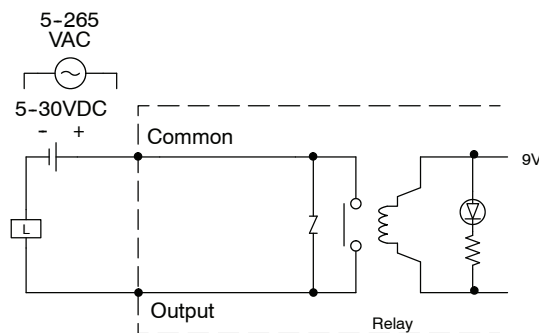 5-265
VAC
5-30VDC
- +
Common
9V
L
Output
Relay